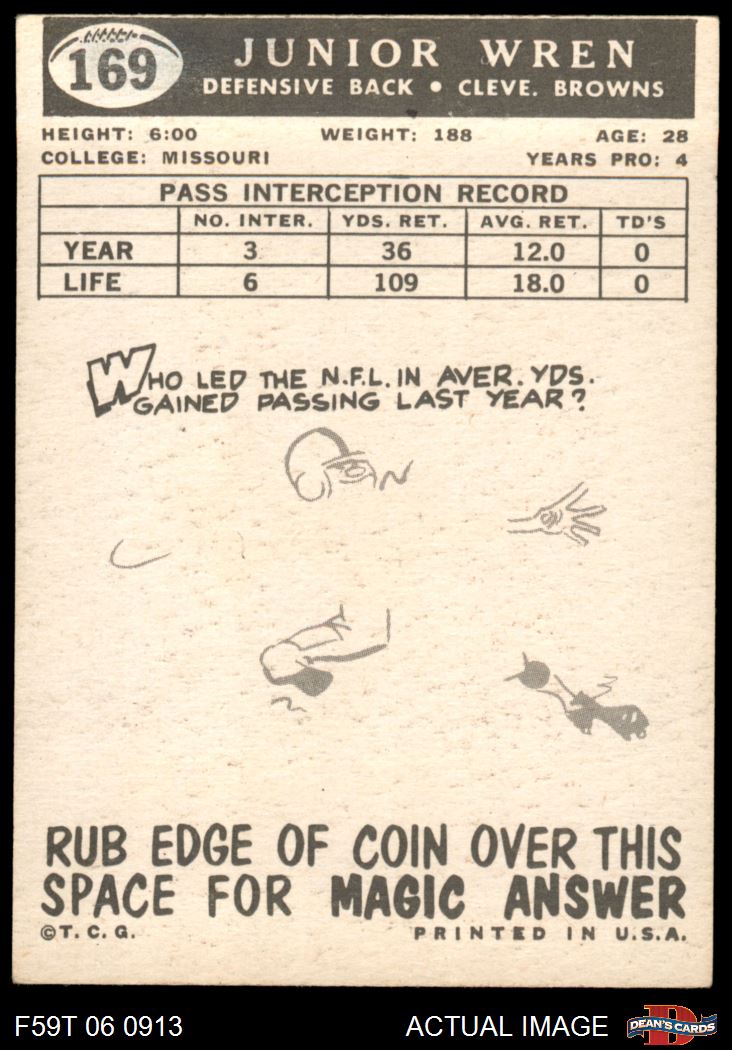 169
JUNIOR WREN
DEFENSIVE BACK • CLEVE. BROWNS
HEIGHT: 6:00 WEIGHT: 188 AGE: 28
COLLEGE: MISSOURI YEARS PRO: 4
PASS INTERCEPTION RECORD
NO. INTER. YDS. RET. AVG. RET. TD'S
YEAR 3 36 12.0 0
LIFE 6 109 18.0 0
WHO LED THE N.F.L. IN AVER. YDS.
GAINED PASSING LAST YEAR?
RUB EDGE OF COIN OVER THIS
SPACE FOR MAGIC ANSWER
©T.C.G. PRINTED IN U.S.A.
F59T 06 0913 ACTUAL IMAGE D DEAN'S CARDS